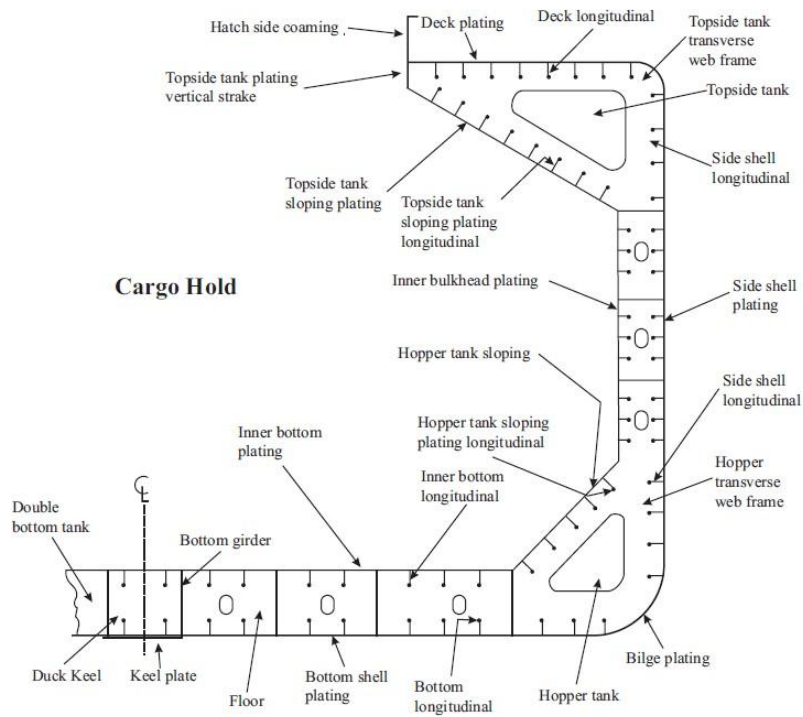 Hatch side coaming
Deck plating
Deck longitudinal
Topside tank
transverse
web frame
Topside tank plating
vertical strake
Topside tank
Side shell
longitudinal
Topside tank
sloping plating
Topside tank
sloping plating
longitudinal
Cargo Hold
Inner bulkhead plating
Side shell
plating
Hopper tank sloping
Side shell
longitudinal
Hopper tank sloping
plating longitudinal
Inner bottom
plating
Inner bottom
longitudinal
Hopper
transverse
web frame
CL
Double
bottom tank
Bottom girder
Duck Keel
Keel plate
Floor
Bottom shell
plating
Bottom
longitudinal
Hopper tank
Bilge plating